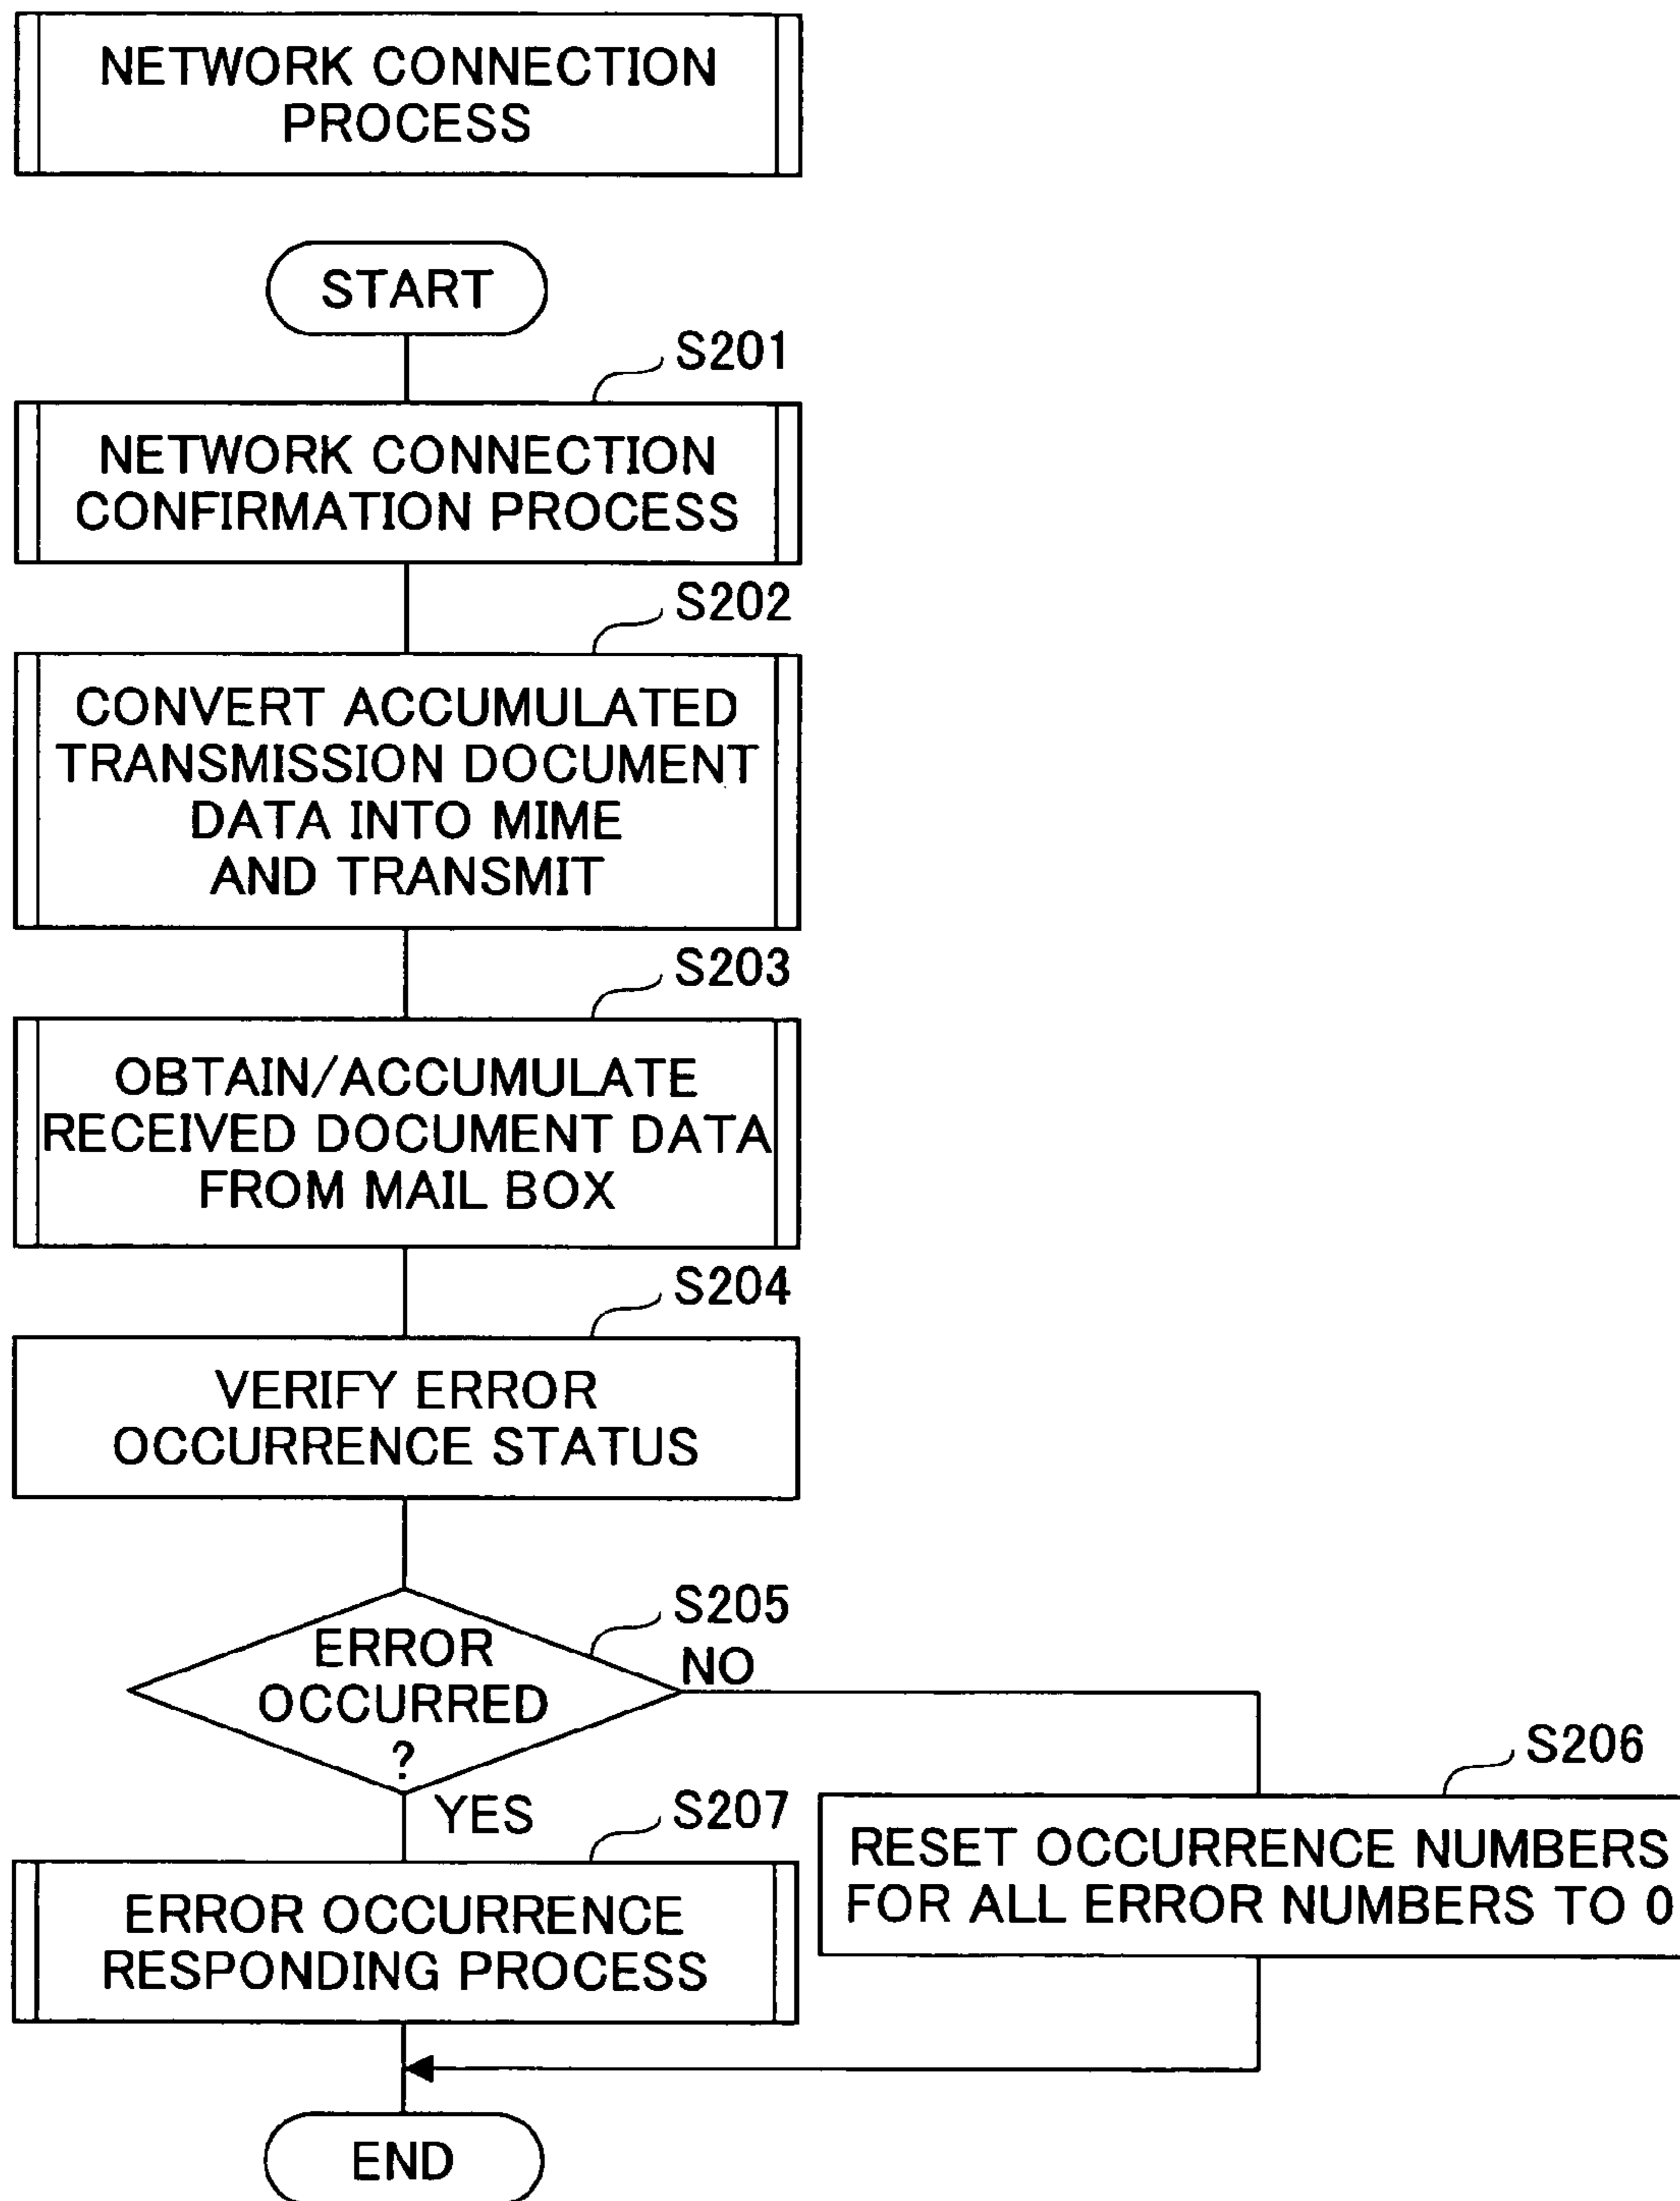 NETWORK CONNECTION
PROCESS
START
S201
NETWORK CONNECTION
CONFIRMATION PROCESS
S202
CONVERT ACCUMULATED
TRANSMISSION DOCUMENT
DATA INTO MIME
AND TRANSMIT
S203
OBTAIN/ACCUMULATE
RECEIVED DOCUMENT DATA
FROM MAIL BOX
S204
VERIFY ERROR
OCCURRENCE STATUS
S205
ERROR
OCCURRED
?
NO
YES
S206
RESET OCCURRENCE NUMBERS
FOR ALL ERROR NUMBERS TO 0
S207
ERROR OCCURRENCE
RESPONDING PROCESS
END